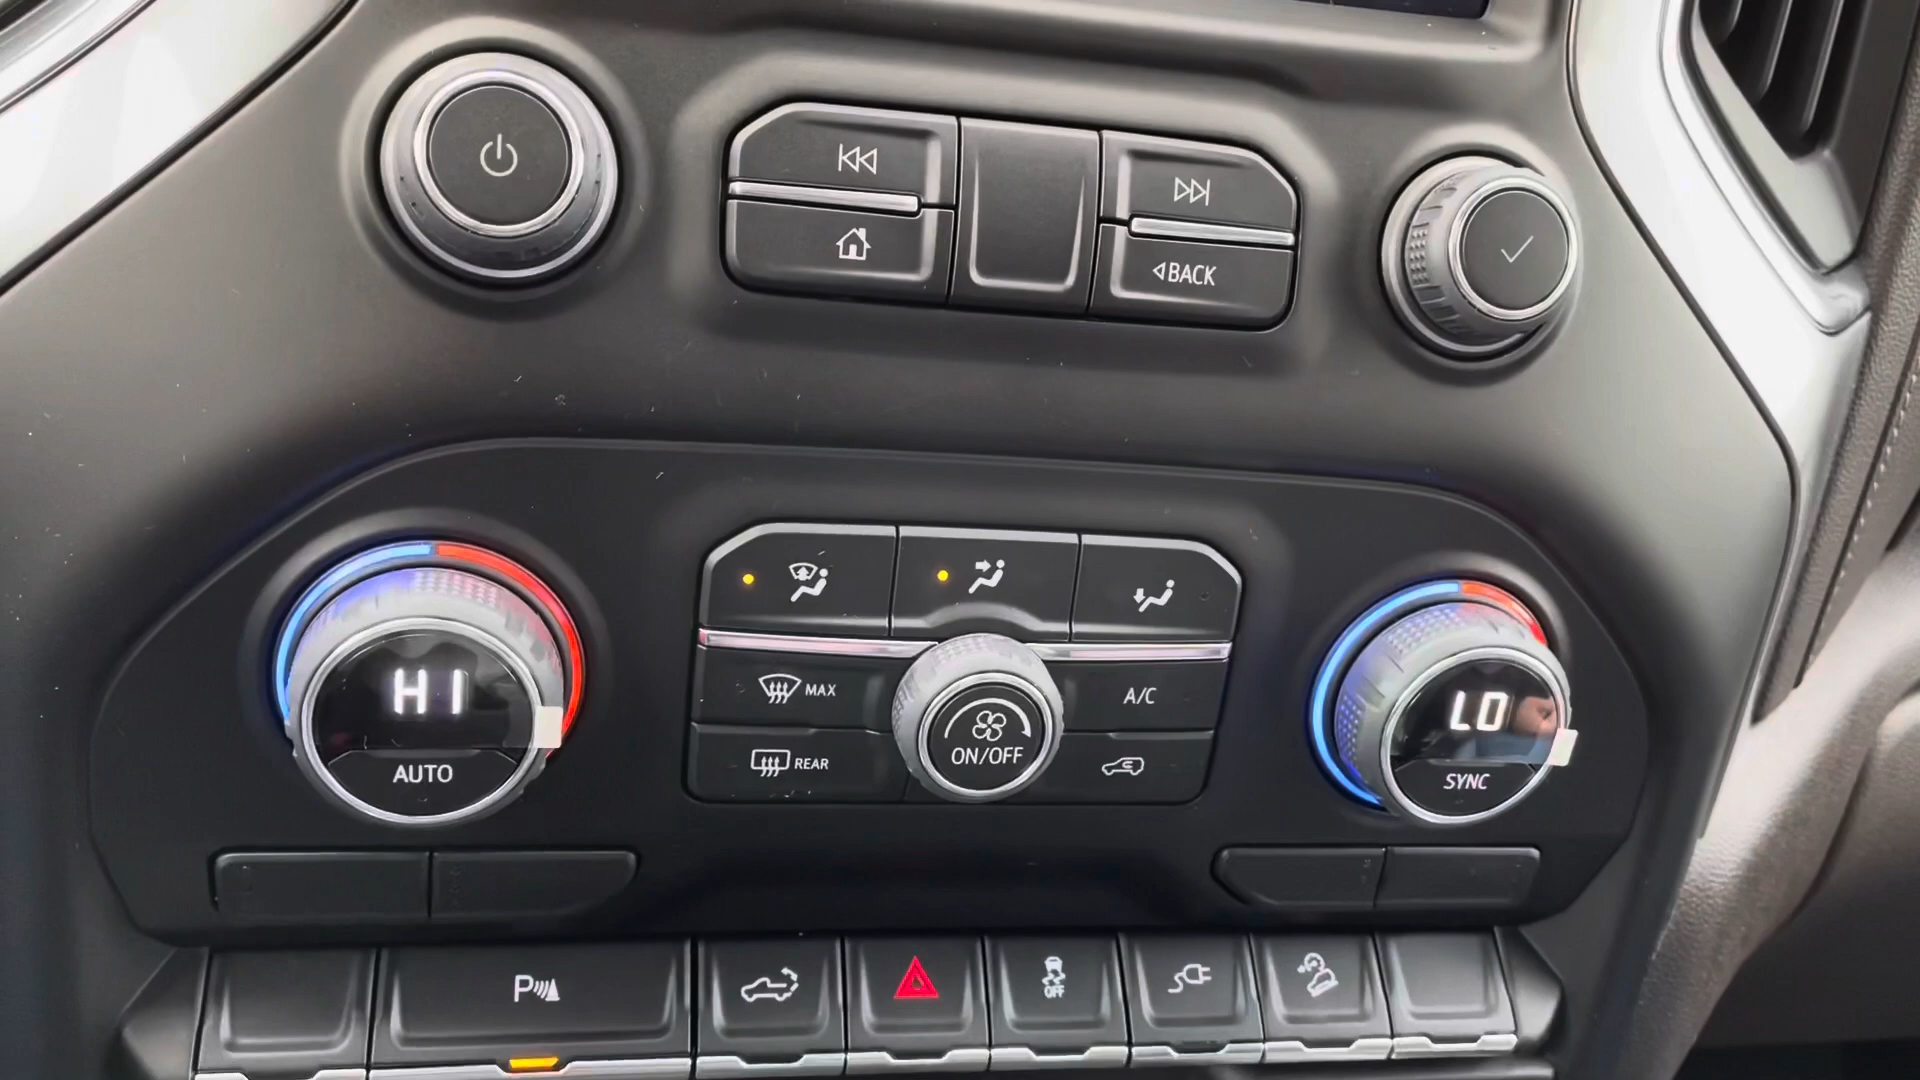 BACK
HI
AUTO
MAX
A/C
REAR
ON/OFF
LO
SYNC
P
OFF